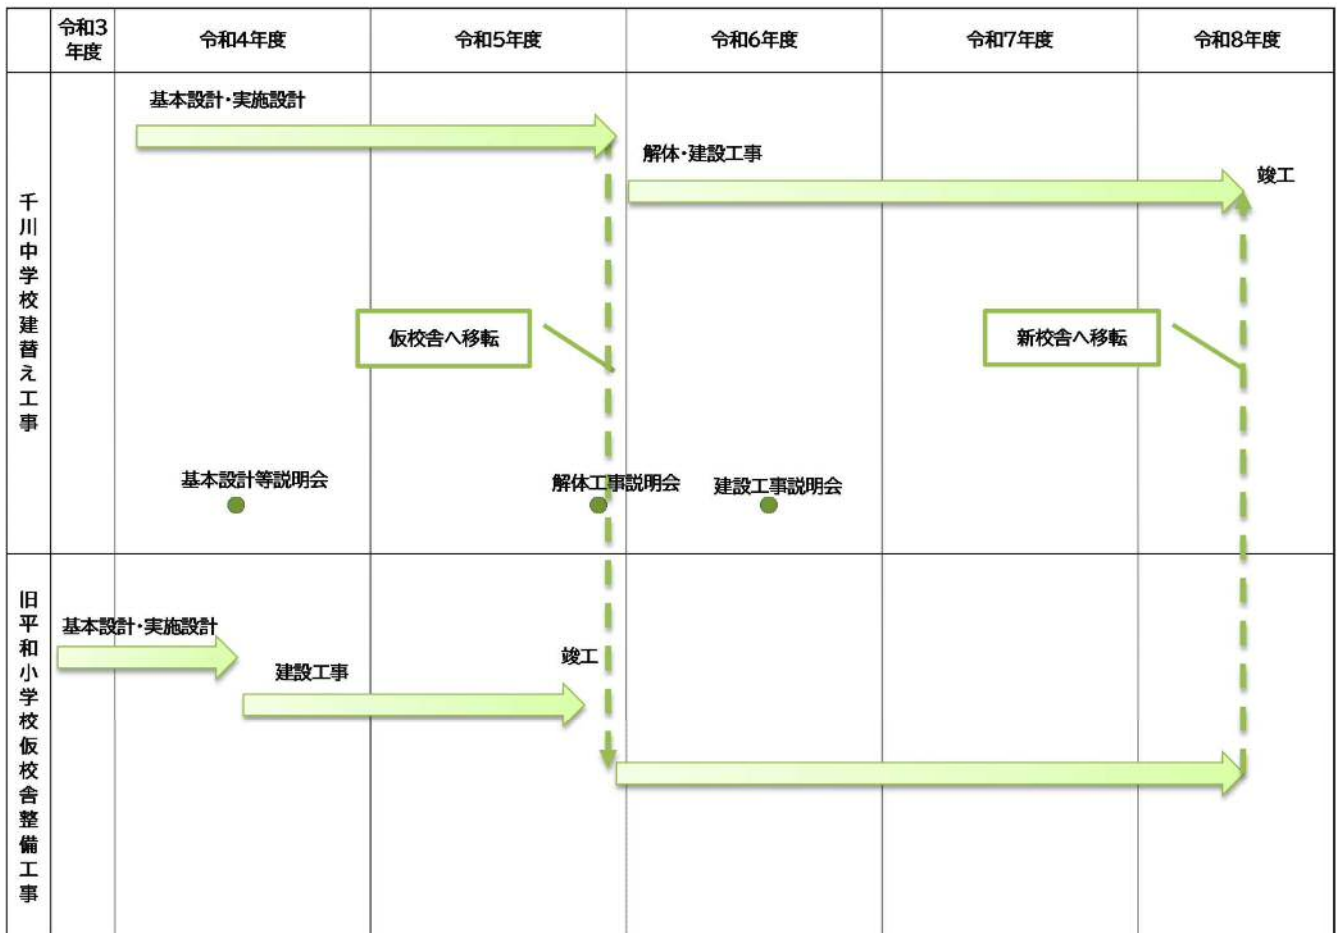 令和3
年度
令和4年度
令和5年度
令和6年度
令和7年度
令和8年度
千川中学校建替え工事
基本設計・実施設計
解体・建設工事
竣工
仮校舎へ移転
新校舎へ移転
基本設計等説明会
解体工事説明会
建設工事説明会
旧平和小学校仮校舎整備工事
基本設計・実施設計
建設工事
竣工